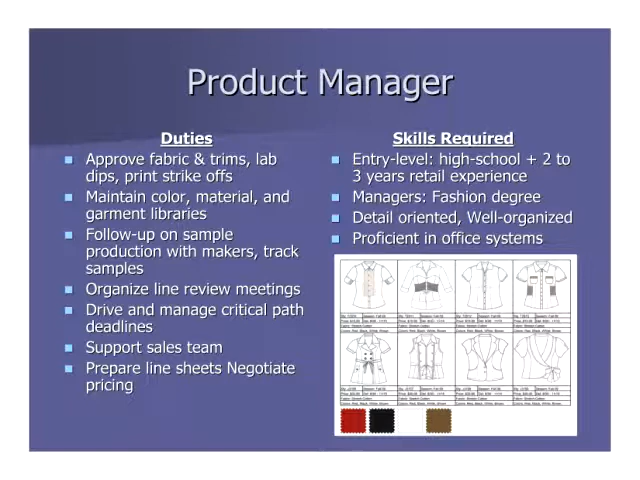 Product Manager
Duties
Approve fabric & trims, lab
dips, print strike offs
Maintain color, material, and
garment libraries
Follow-up on sample
production with makers, track
samples
Organize line review meetings
Drive and manage critical path
deadlines
Support sales team
Prepare line sheets Negotiate
pricing
Skills Required
Entry-level: high-school + 2 to
3 years retail experience
Managers: Fashion degree
Detail oriented, Well-organized
Proficient in office systems